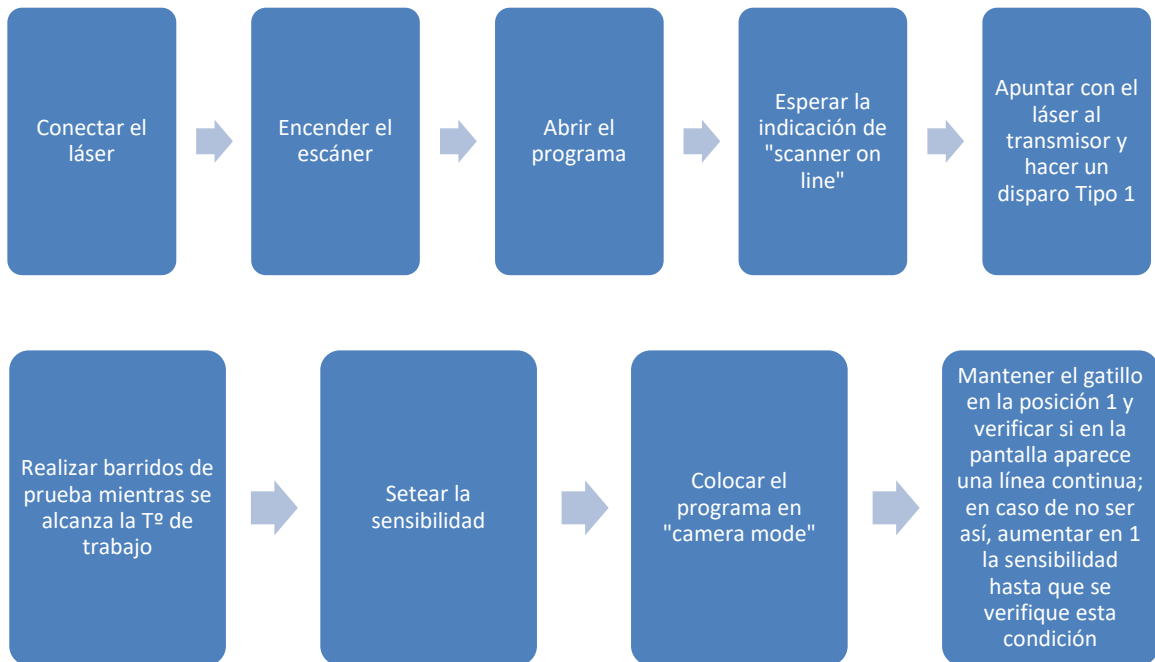 Conectar el
láser
Encender el
escáner
Abrir el
programa
Esperar la
indicación de
"scanner on
line"
Apuntar con el
láser al
transmisor y
hacer un
disparo Tipo 1
Realizar barridos de
prueba mientras se
alcanza la Tº de
trabajo
Setear la
sensibilidad
Colocar el
programa en
"camera mode"
Mantener el gatillo
en la posición 1 y
verificar si en la
pantalla aparece
una línea continua;
en caso de no ser
así, aumentar en 1
la sensibilidad
hasta que se
verifique esta
condición